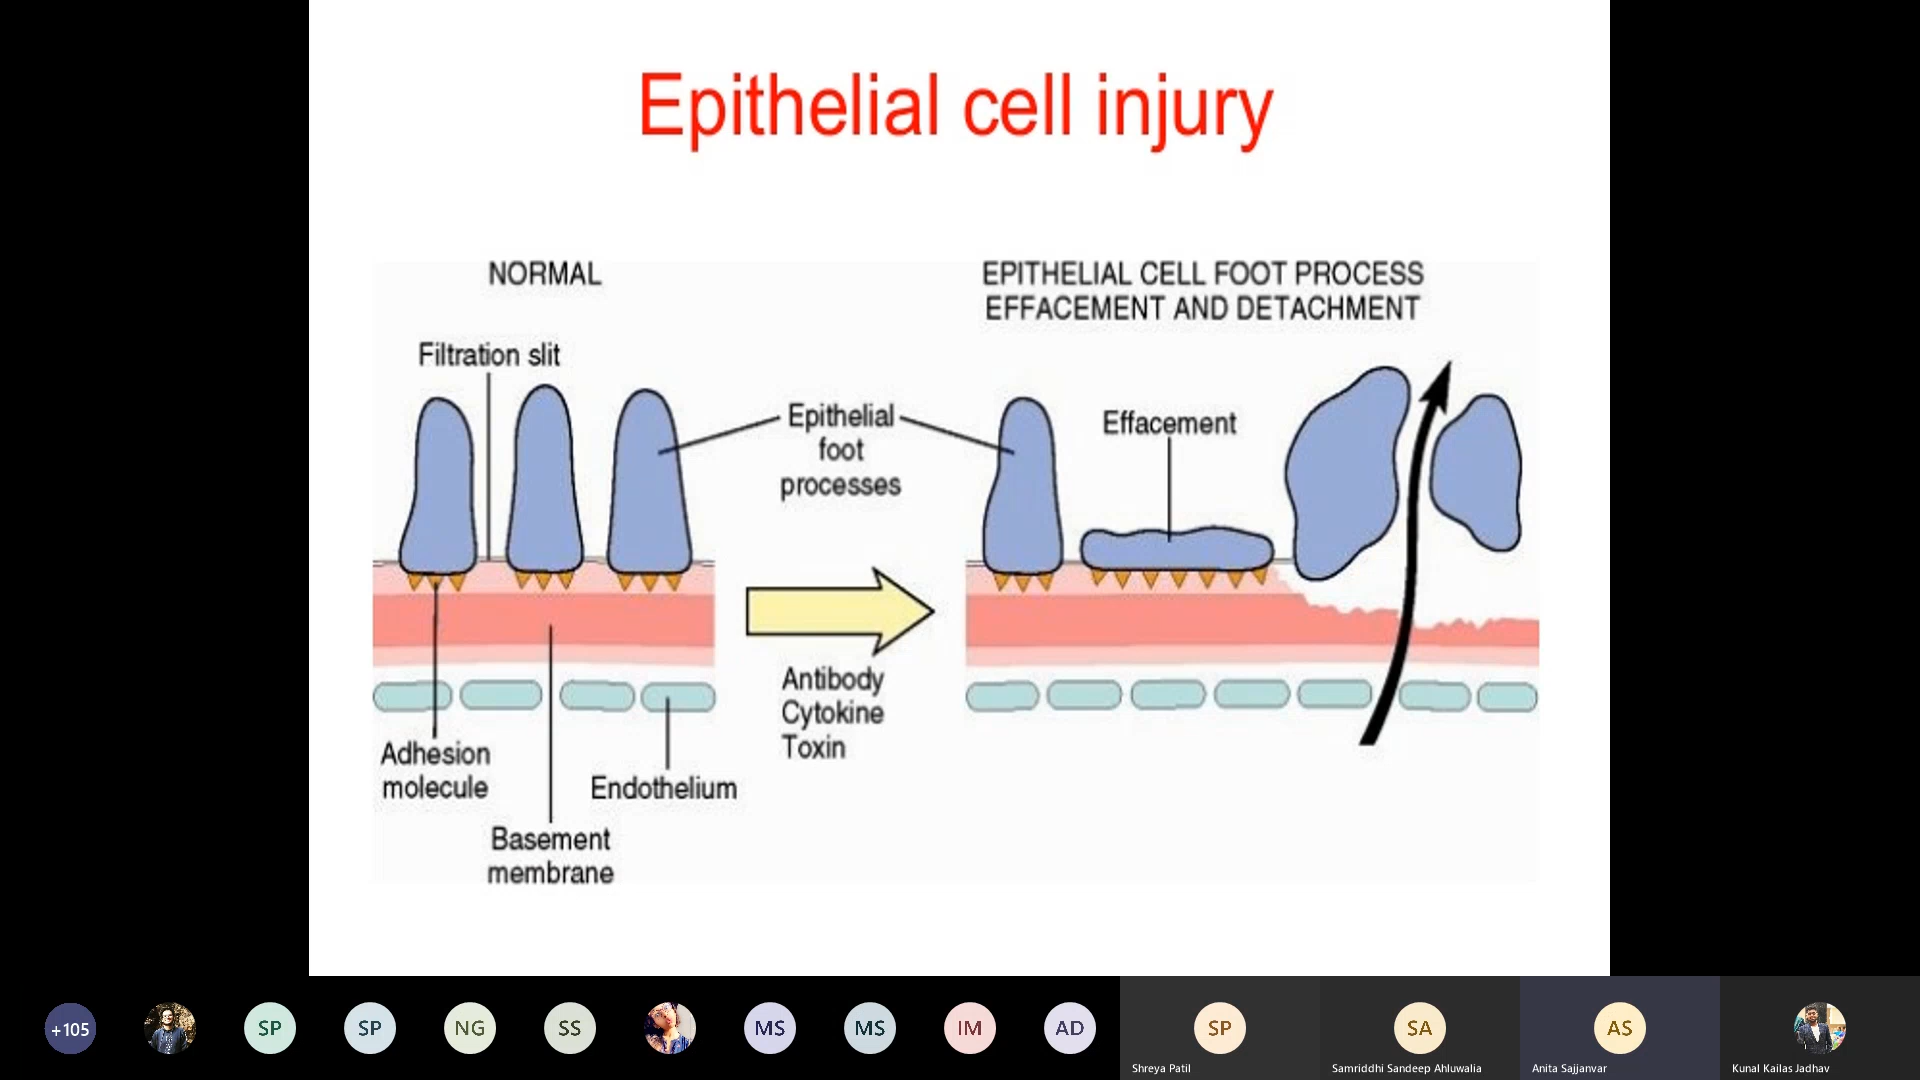 Epithelial cell injury
NORMAL
EPITHELIAL CELL FOOT PROCESS
EFFACEMENT AND DETACHMENT
Filtration slit
Epithelial
foot
processes
Effacement
Antibody
Cytokine
Toxin
Adhesion
molecule
Endothelium
Basement
membrane
+105
SP
SP
NG
SS
MS
MS
IM
AD
SP
Shreya Patil
SA
Samriddhi Sandeep Ahluwalia
AS
Anita Sajjanvar
Kunal Kailas Jadhav